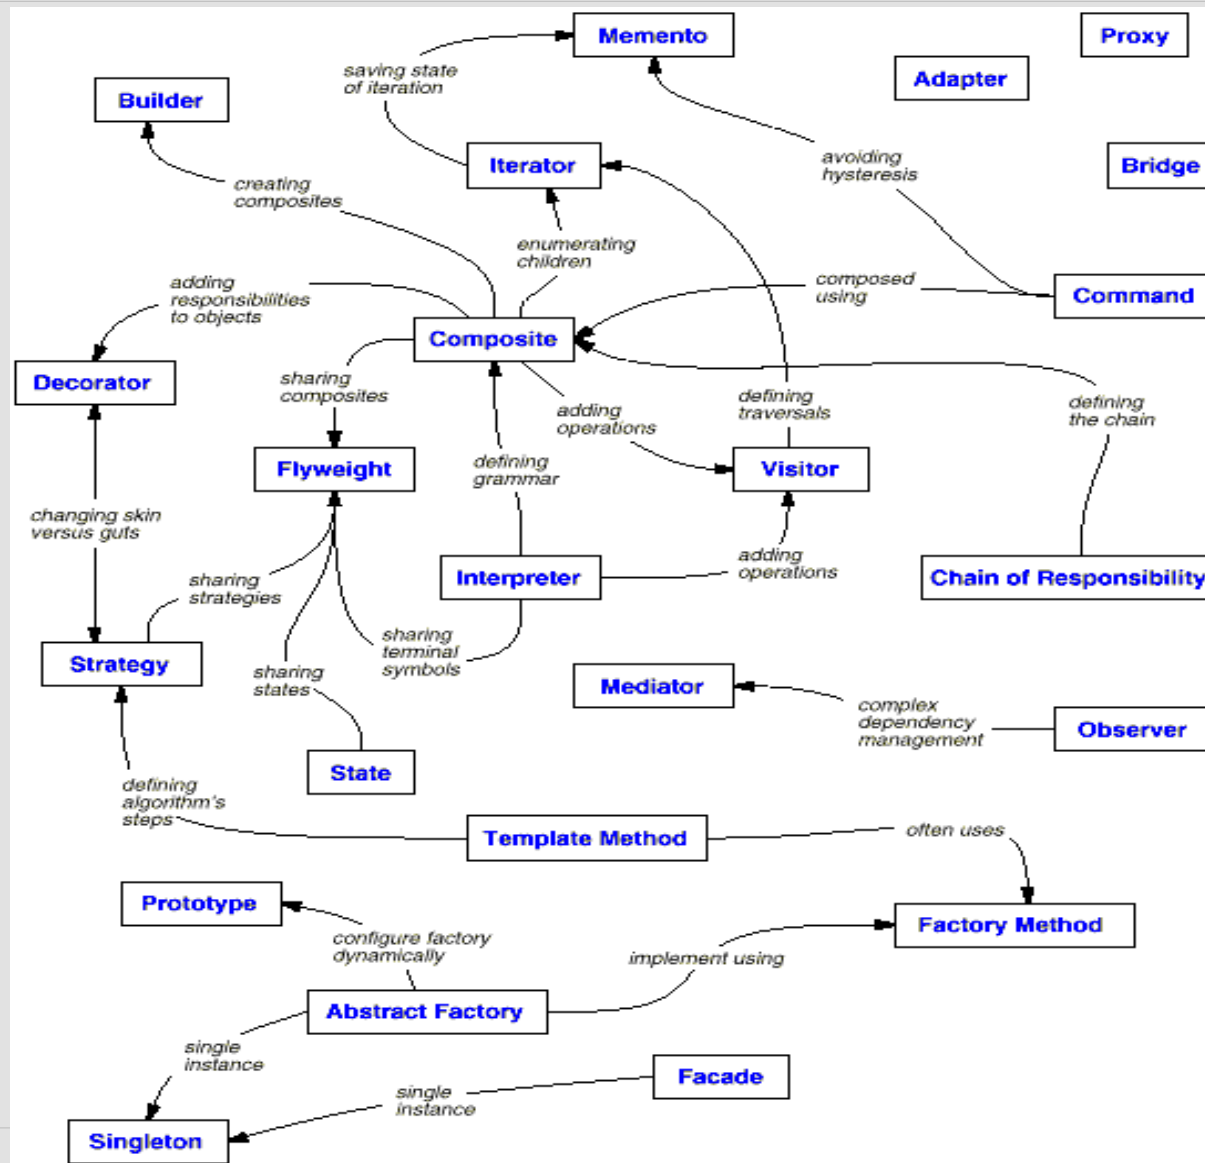 Memento
Proxy
saving state
of iteration
Adapter
Builder
Iterator
avoiding
hysteresis
Bridge
creating
composites
enumerating
children
adding
responsibilities
to objects
composed
using
Command
Composite
Decorator
sharing
composites
adding
operations
defining
traversals
defining
the chain
Flyweight
defining
grammar
Visitor
changing skin
versus guts
sharing
strategies
Interpreter
adding
operations
Chain of Responsibility
Strategy
sharing
states
sharing
terminal
symbols
Mediator
complex
dependency
management
Observer
State
defining
algorithm's
steps
Template Method
often uses
Prototype
Factory Method
configure factory
dynamically
implement using
Abstract Factory
single
instance
Facade
single
instance
Singleton